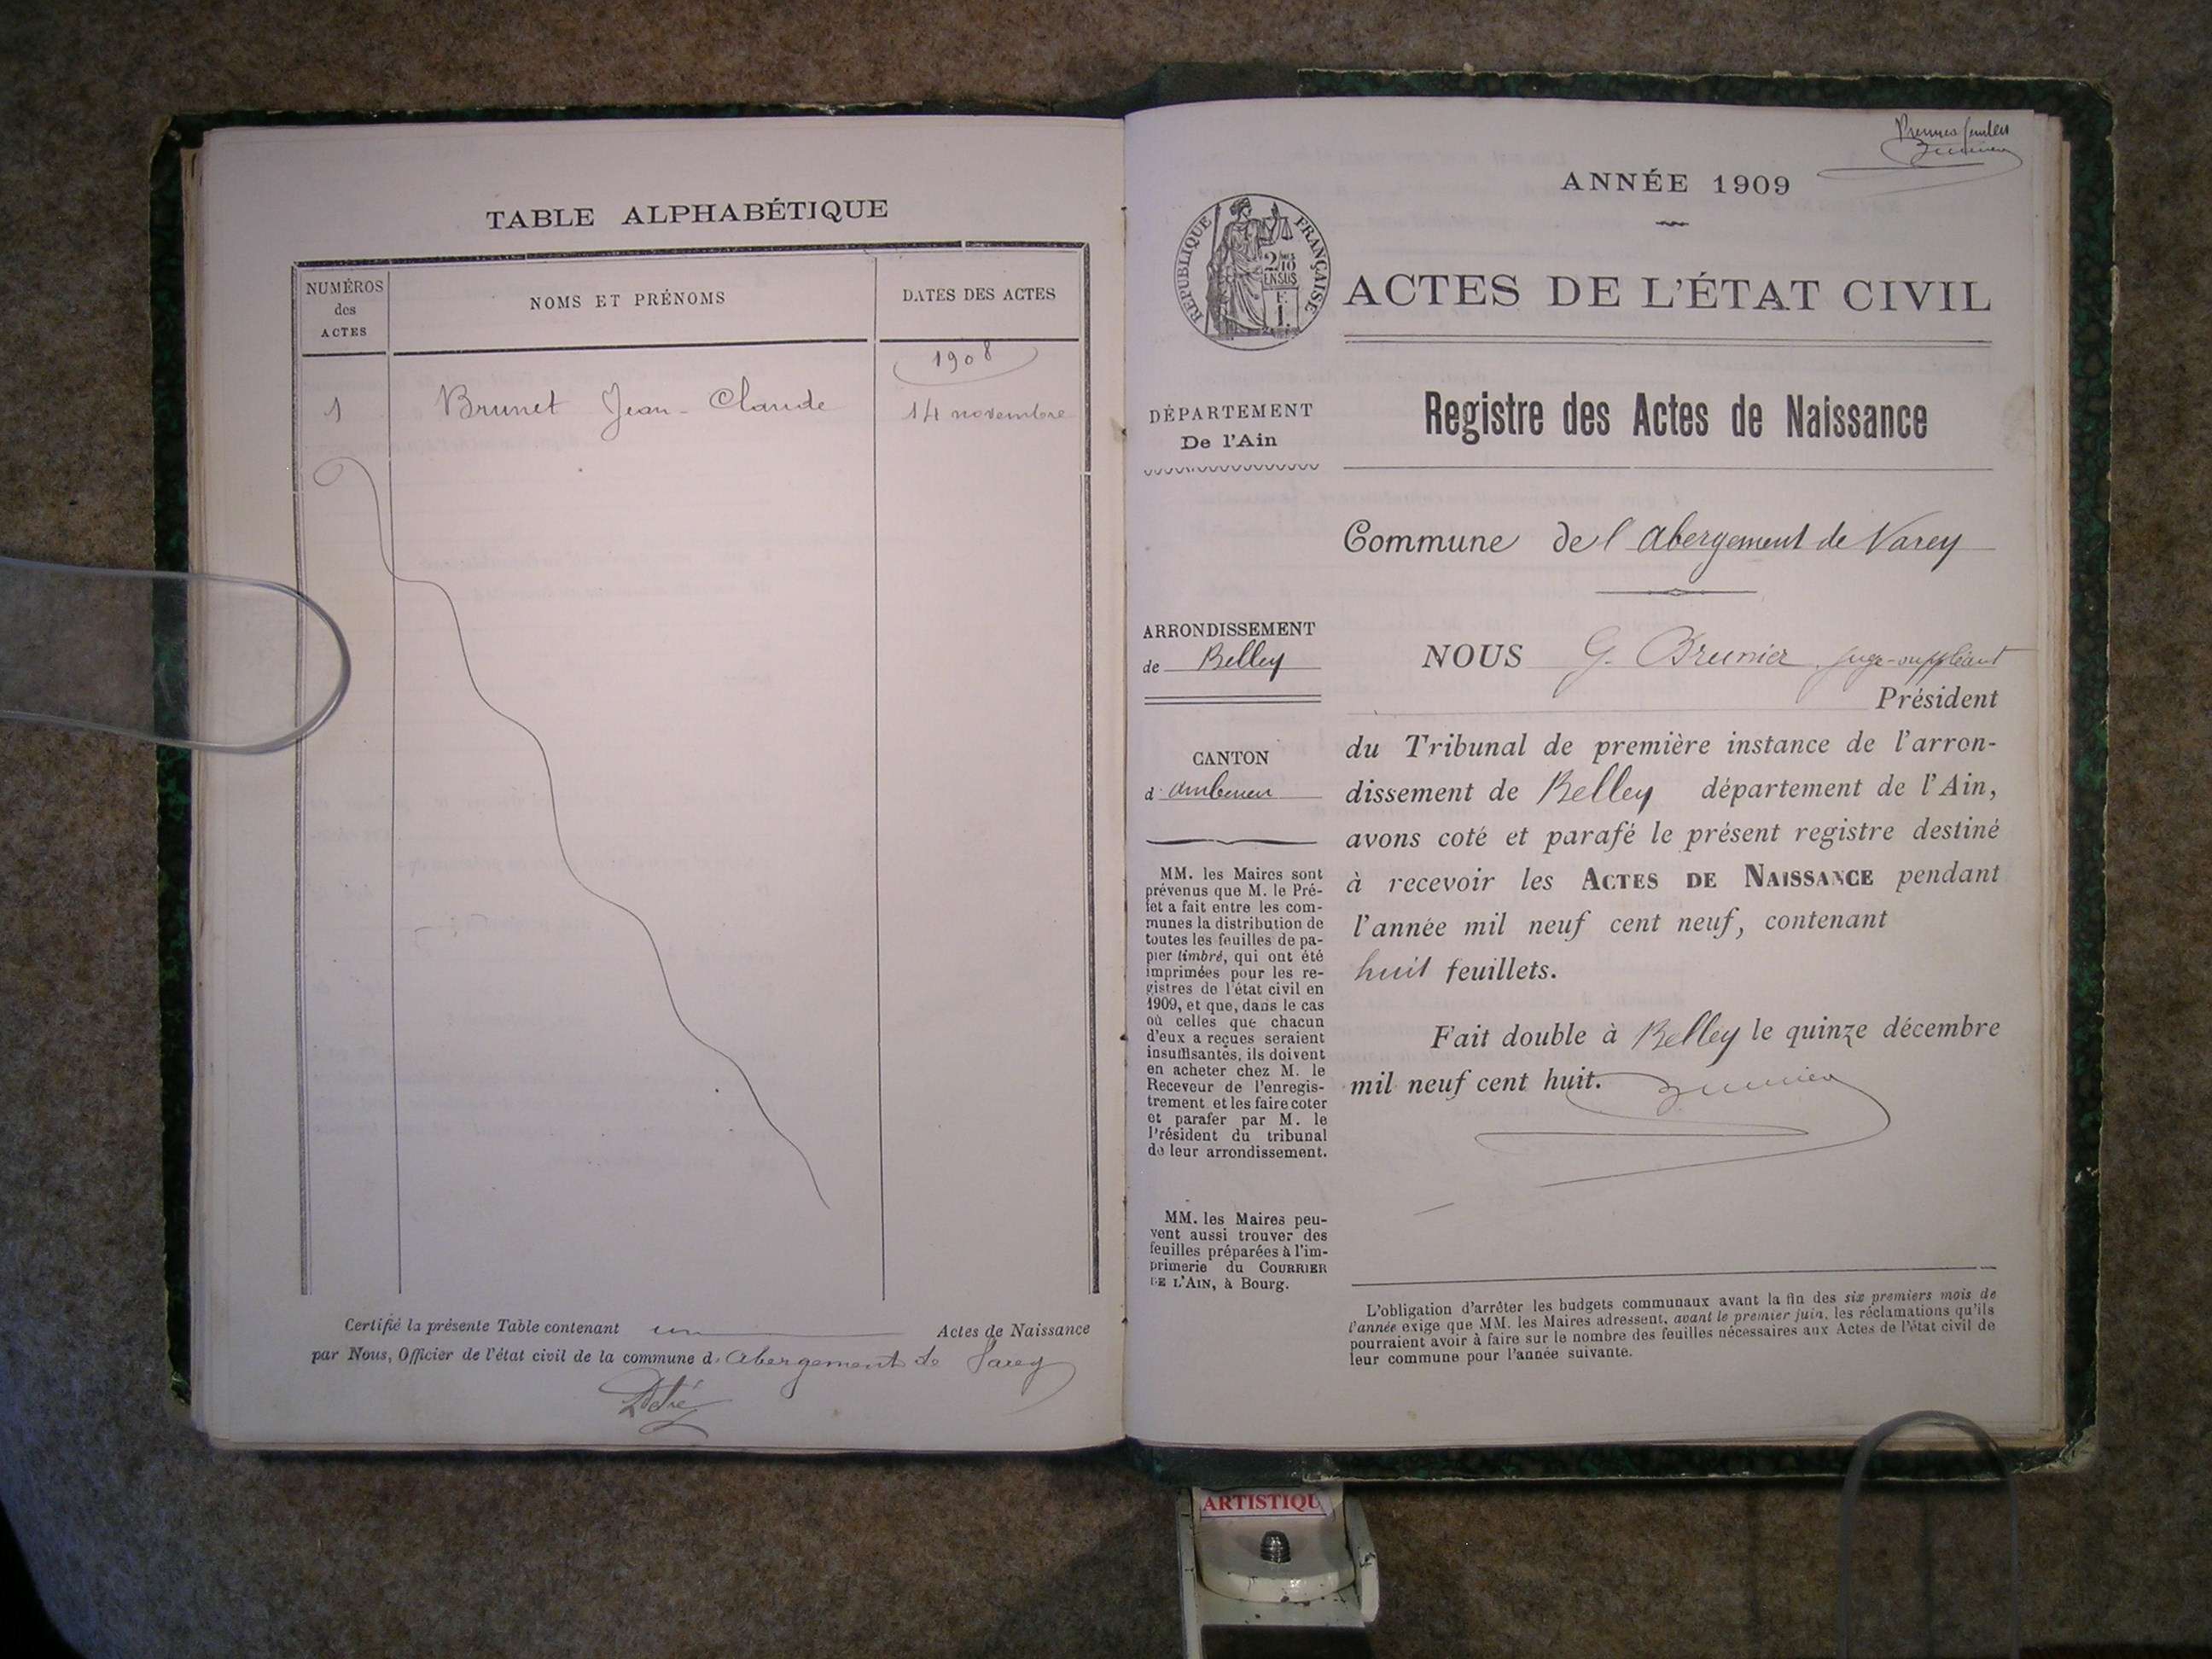 TABLE ALPHABÉTIQUE
NUMÉROS
des
ACTES
NOMS ET PRÉNOMS
DATES DES ACTES
1908
1 Brunet Jean-Claude 14 novembre
Certifié la présente Table contenant un Actes de Naissance
par Nous, Officier de l'état civil de la commune d'Abergement de Varey
ANNÉE 1909
RÉPUBLIQUE FRANÇAISE
2/10
EN SUS
ACTES DE L'ÉTAT CIVIL
DÉPARTEMENT
De l'Ain
Registre des Actes de Naissance
Commune de l'abergement de Varey
ARRONDISSEMENT
de Belley
CANTON
MM. les Maires sont
prévenus que M. le Pré-
fet a fait entre les com-
munes la distribution de
toutes les feuilles de pa-
pier timbré, qui ont été
imprimées pour les re-
gistres de l'état civil en
1909, et que, dans le cas
où celles que chacun
d'eux a reçues seraient
insuffisantes, ils doivent
en acheter chez M. le
Receveur de l'enregis-
trement et les faire coter
et parafer par M. le
Président du tribunal
de leur arrondissement.
MM. les Maires peu-
vent aussi trouver des
feuilles préparées à l'im-
primerie du COURRIER
DE L'AIN, à Bourg.
NOUS G. Brunier juge-suppléant
Président
du Tribunal de première instance de l'arron-
dissement de Belley département de l'Ain,
avons coté et parafé le présent registre destiné
à recevoir les ACTES DE NAISSANCE pendant
l'année mil neuf cent neuf, contenant
huit feuillets.
Fait double à Belley le quinze décembre
mil neuf cent huit. Brunier
L'obligation d'arrêter les budgets communaux avant la fin des six premiers mois de
l'année exige que MM. les Maires adressent, avant le premier juin, les réclamations qu'ils
pourraient avoir à faire sur le nombre des feuilles nécessaires aux Actes de l'état civil de
leur commune pour l'année suivante.
ARTISTIQU